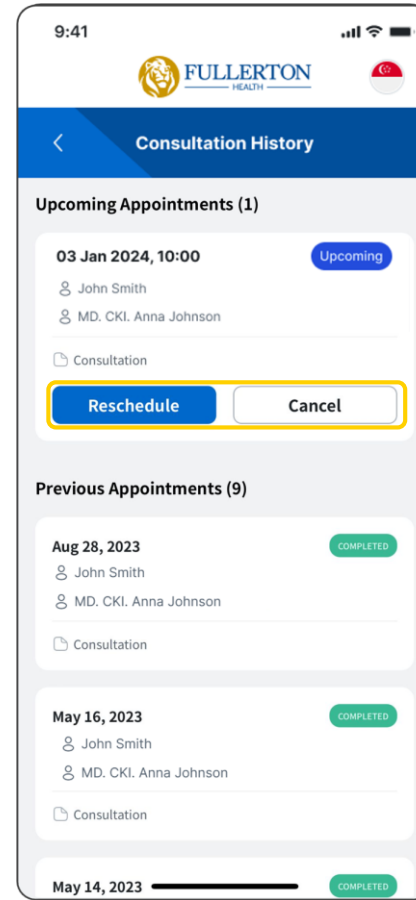 9:41
FULLERTON
HEALTH
Consultation History
Upcoming Appointments (1)
03 Jan 2024, 10:00
Upcoming
John Smith
MD. CKI. Anna Johnson
Consultation
Reschedule
Cancel
Previous Appointments (9)
Aug 28, 2023
COMPLETED
John Smith
MD. CKI. Anna Johnson
Consultation
May 16, 2023
COMPLETED
John Smith
MD. CKI. Anna Johnson
Consultation
May 14, 2023
COMPLETED